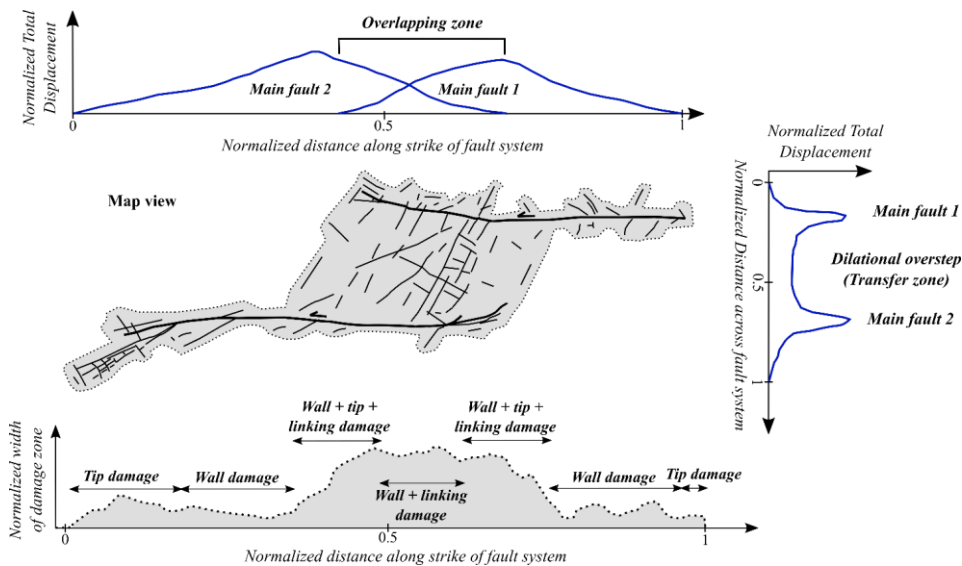 Normalized Total
Displacement
Overlapping zone
Main fault 2
Main fault 1
0
0.5
1
Normalized distance along strike of fault system
Map view
Normalized Total
Displacement
Normalized Distance across fault system
0
0.5
1
Main fault 1
Dilational overstep
(Transfer zone)
Main fault 2
Normalized width
of damage zone
Tip damage
Wall damage
Wall + tip +
linking damage
Wall + linking
damage
Wall + tip +
linking damage
Wall damage
Tip damage
0
0.5
1
Normalized distance along strike of fault system